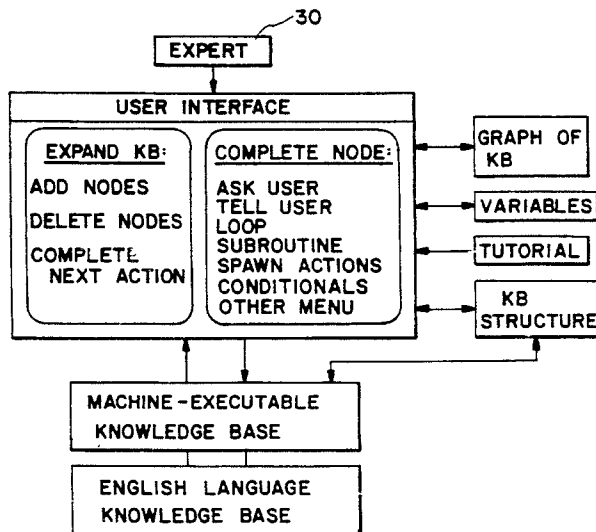 30
EXPERT
USER INTERFACE
EXPAND KB:
ADD NODES
DELETE NODES
COMPLETE
NEXT ACTION
COMPLETE NODE:
ASK USER
TELL USER
LOOP
SUBROUTINE
SPAWN ACTIONS
CONDITIONALS
OTHER MENU
GRAPH OF
KB
VARIABLES
TUTORIAL
KB
STRUCTURE
MACHINE-EXECUTABLE
KNOWLEDGE BASE
ENGLISH LANGUAGE
KNOWLEDGE BASE